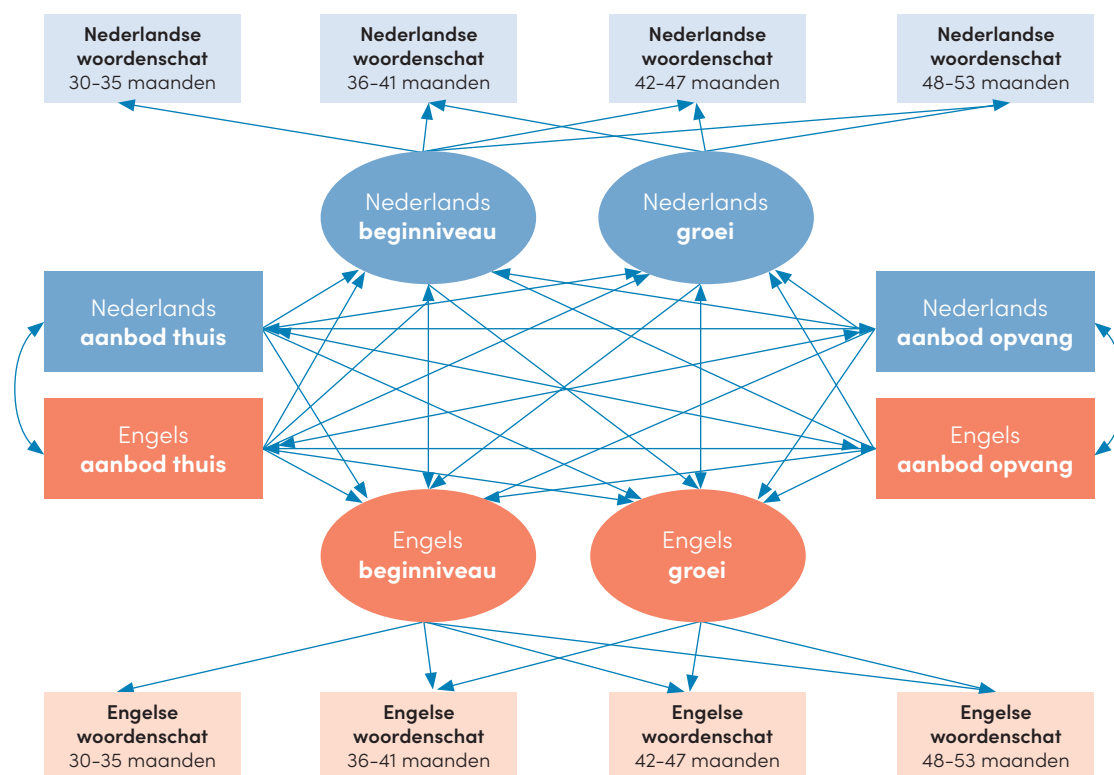 Nederlandse
woordenschat
30-35 maanden
Nederlandse
woordenschat
36-41 maanden
Nederlandse
woordenschat
42-47 maanden
Nederlandse
woordenschat
48-53 maanden
Nederlands
beginniveau
Nederlands
groei
Nederlands
aanbod thuis
Nederlands
aanbod opvang
Engels
aanbod thuis
Engels
aanbod opvang
Engels
beginniveau
Engels
groei
Engelse
woordenschat
30-35 maanden
Engelse
woordenschat
36-41 maanden
Engelse
woordenschat
42-47 maanden
Engelse
woordenschat
48-53 maanden